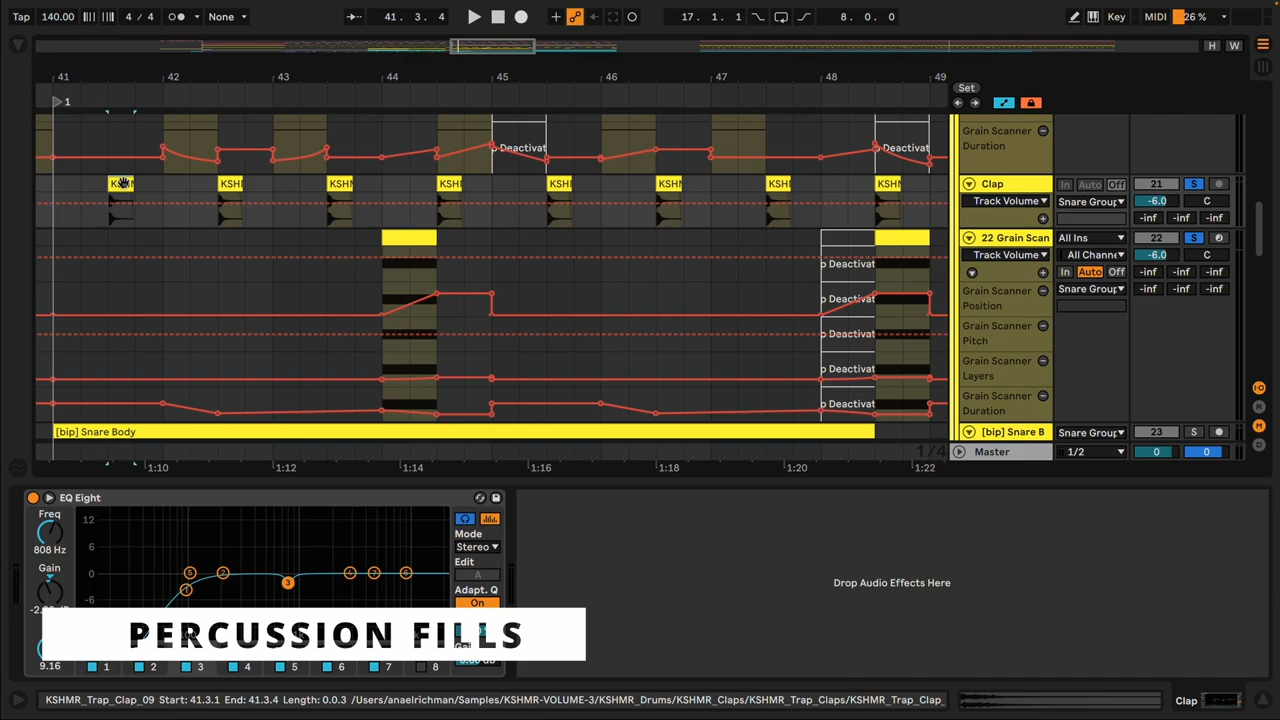 Tap 140.00 4 / 4 None 41. 3. 4 17. 1. 1 8. 0. 0 Key MIDI 26 %
H W
41 42 43 44 45 46 47 48 49
Set
1
Deactivat Deactivat
Grain Scanner
Duration
Clap In Auto Off 21 S
Track Volume Snare Group -6.0 C
-inf -inf -inf
22 Grain Scan All Ins 22 S
Track Volume All Channe -6.0 C
In Auto Off -inf -inf -inf
Deactivat
Grain Scanner
Position
Snare Group
Deactivat
Grain Scanner
Pitch
Deactivat
Grain Scanner
Layers
Deactivat
Grain Scanner
Duration
Deactivat
[bip] Snare Body [bip] Snare B Snare Group 23 S
1/4 Master 1/2 0 0
1:10 1:12 1:14 1:16 1:18 1:20 1:22
EQ Eight
Freq
808 Hz
Gain
12
6
0
-6
Mode
Stereo
Edit
A
Adapt. Q
On
Drop Audio Effects Here
PERCUSSION FILLS
9.16 1 2 3 4 5 6 7 8
KSHMR_Trap_Clap_09 Start: 41.3.1 End: 41.3.4 Length: 0.0.3 /Users/anaelrichman/Samples/KSHMR-VOLUME-3/KSHMR_Drums/KSHMR_Claps/KSHMR_Trap_Claps/KSHMR_Trap_Clap_
Clap